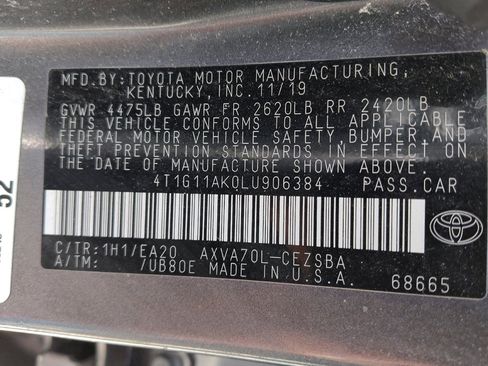 MFD.BY:TOYOTA MOTOR MANUFACTURING,
KENTUCKY, INC.11/19
GVWR 4475LB GAWR FR 2620LB RR 2420LB
THIS VEHICLE CONFORMS TO ALL APPLICABLE
FEDERAL MOTOR VEHICLE SAFETY BUMPER AND
THEFT PREVENTION STANDARDS IN EFFECT ON
THE DATE OF MANUFACTURE SHOWN ABOVE.
4T1G11AK0LU906384 PASS.CAR
C/TR:1H1/EA20 AXVA70L-CEZSBA
A/TM: /UB80E MADE IN U.S.A.
68665
52